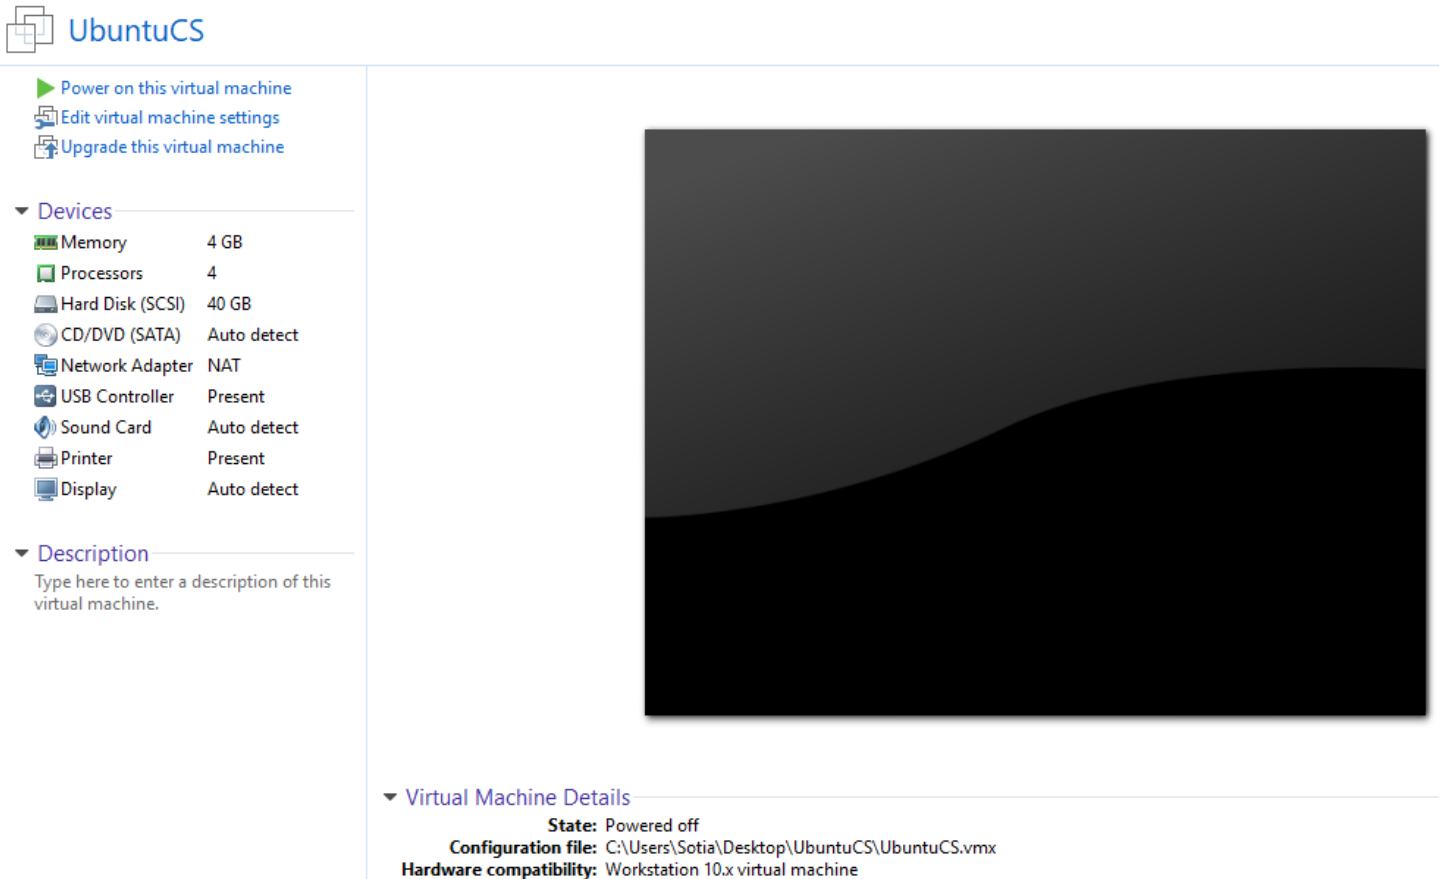 UbuntuCS
Power on this virtual machine
Edit virtual machine settings
Upgrade this virtual machine
Devices
Memory 4 GB
Processors 4
Hard Disk (SCSI) 40 GB
CD/DVD (SATA) Auto detect
Network Adapter NAT
USB Controller Present
Sound Card Auto detect
Printer Present
Display Auto detect
Description
Type here to enter a description of this
virtual machine.
Virtual Machine Details
State: Powered off
Configuration file: C:\Users\Sotia\Desktop\UbuntuCS\UbuntuCS.vmx
Hardware compatibility: Workstation 10.x virtual machine